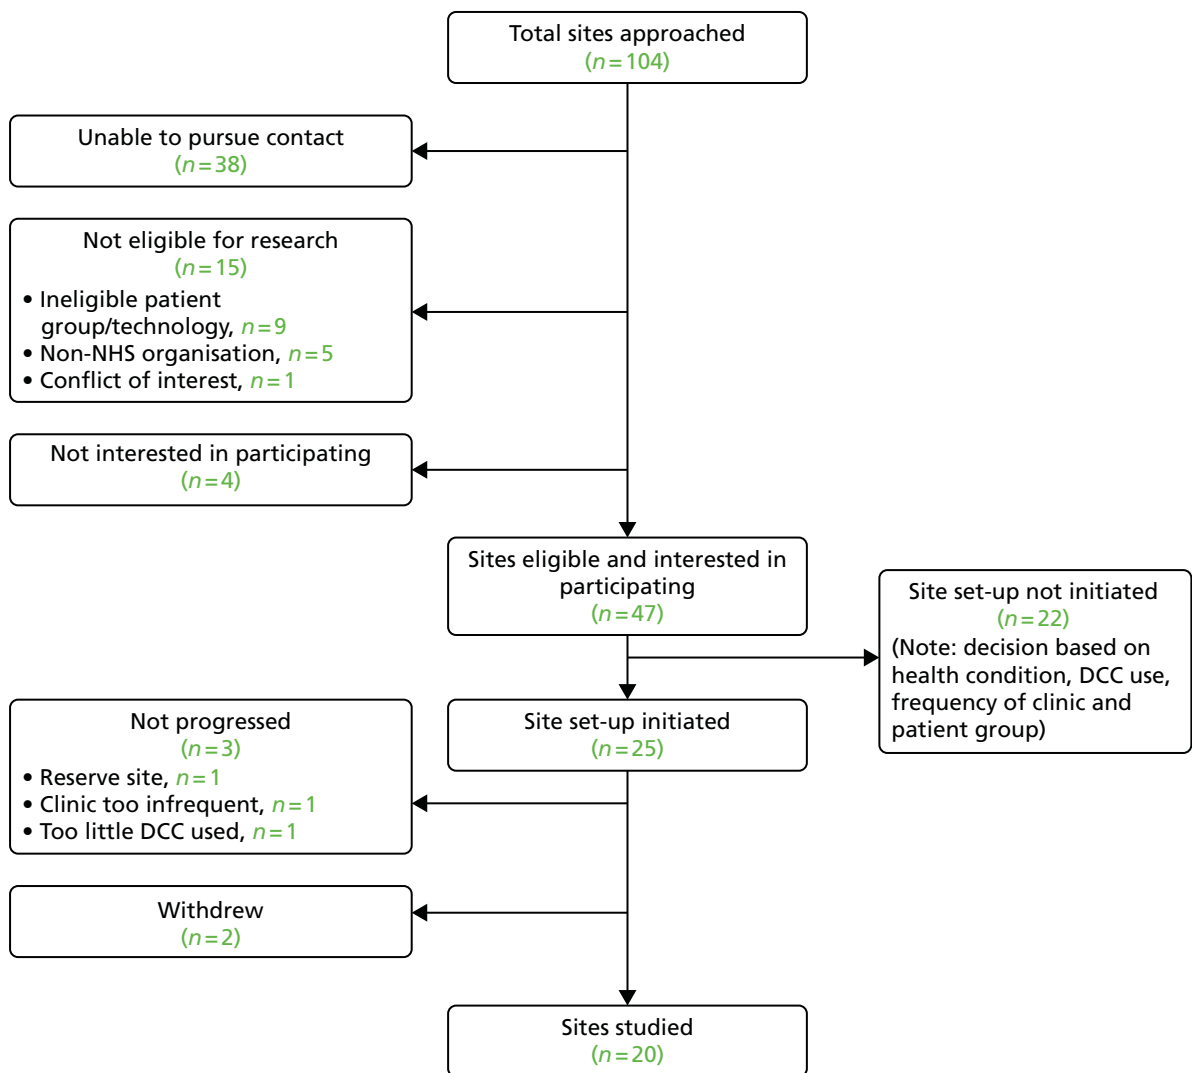 Total sites approached
(n=104)
Unable to pursue contact
(n=38)
Not eligible for research
(n=15)
• Ineligible patient
group/technology, n=9
• Non-NHS organisation, n=5
• Conflict of interest, n=1
Not interested in participating
(n=4)
Sites eligible and interested in
participating
(n=47)
Site set-up not initiated
(n=22)
(Note: decision based on
health condition, DCC use,
frequency of clinic and
patient group)
Site set-up initiated
(n=25)
Not progressed
(n=3)
• Reserve site, n=1
• Clinic too infrequent, n=1
• Too little DCC used, n=1
Withdrew
(n=2)
Sites studied
(n=20)